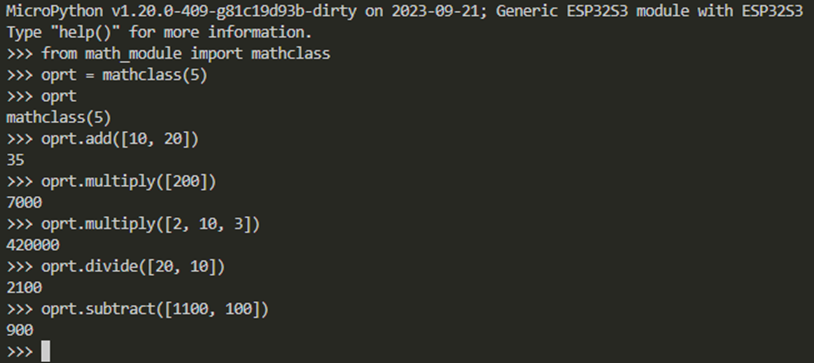 MicroPython v1.20.0-409-g81c19d93b-dirty on 2023-09-21; Generic ESP32S3 module with ESP32S3
Type "help()" for more information.
>>> from math_module import mathclass
>>> oprt = mathclass(5)
>>> oprt
mathclass(5)
>>> oprt.add([10, 20])
35
>>> oprt.multiply([200])
7000
>>> oprt.multiply([2, 10, 3])
420000
>>> oprt.divide([20, 10])
2100
>>> oprt.subtract([1100, 100])
900
>>>